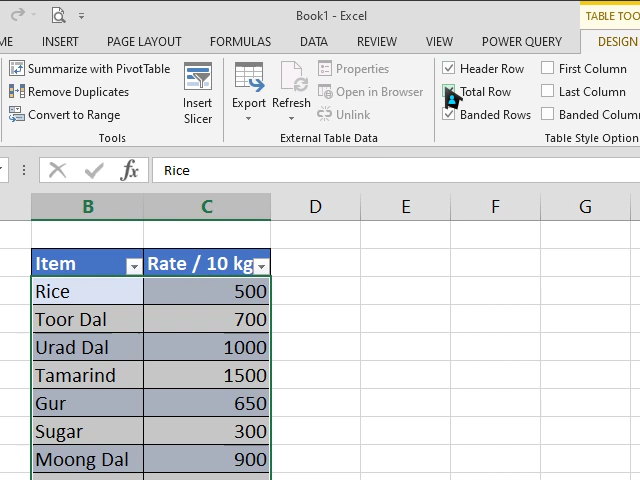 Book1 - Excel
TABLE TOO
ME INSERT PAGE LAYOUT FORMULAS DATA REVIEW VIEW POWER QUERY DESIGN
Summarize with PivotTable
Remove Duplicates
Convert to Range
Tools
Insert
Slicer
Export
Refresh
Properties
Open in Browser
Unlink
External Table Data
Header Row
Total Row
Banded Rows
First Column
Last Column
Banded Colum
Table Style Option
fx Rice
B C D E F G
Item Rate / 10 kg
Rice 500
Toor Dal 700
Urad Dal 1000
Tamarind 1500
Gur 650
Sugar 300
Moong Dal 900